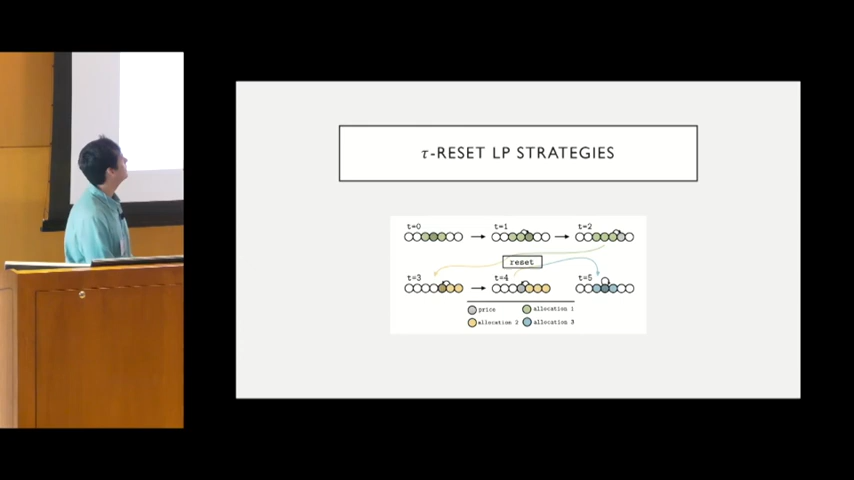 τ-RESET LP STRATEGIES
t=0 t=1 t=2
reset
t=3 t=4 t=5
price allocation 1
allocation 2 allocation 3